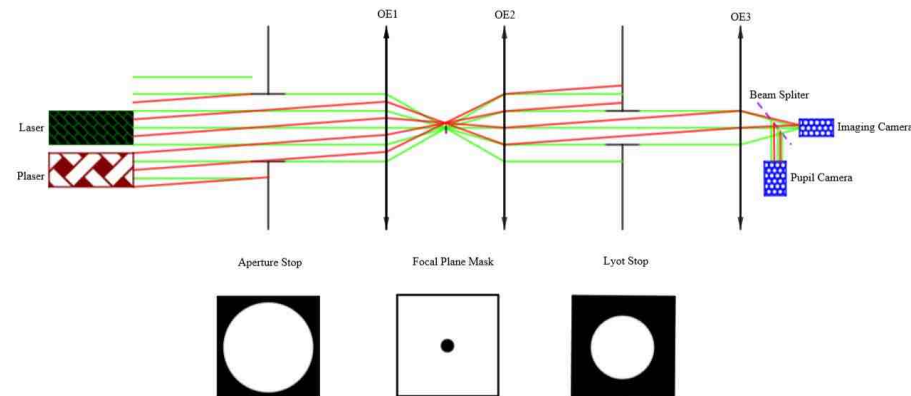 OE1
OE2
OE3
Beam Spliter
Laser
Imaging Camera
Plaser
Pupil Camera
Aperture Stop
Focal Plane Mask
Lyot Stop